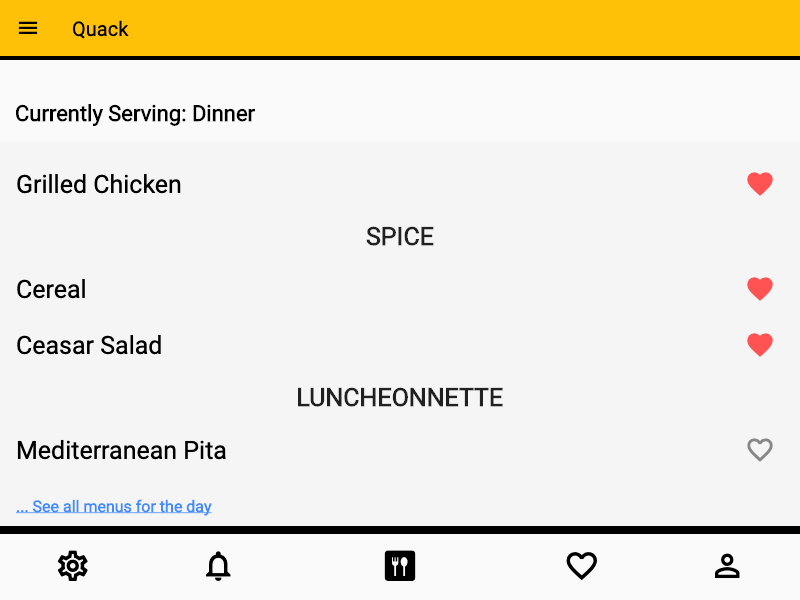 Quack
Currently Serving: Dinner
Grilled Chicken
SPICE
Cereal
Ceasar Salad
LUNCHEONNETTE
Mediterranean Pita
... See all menus for the day